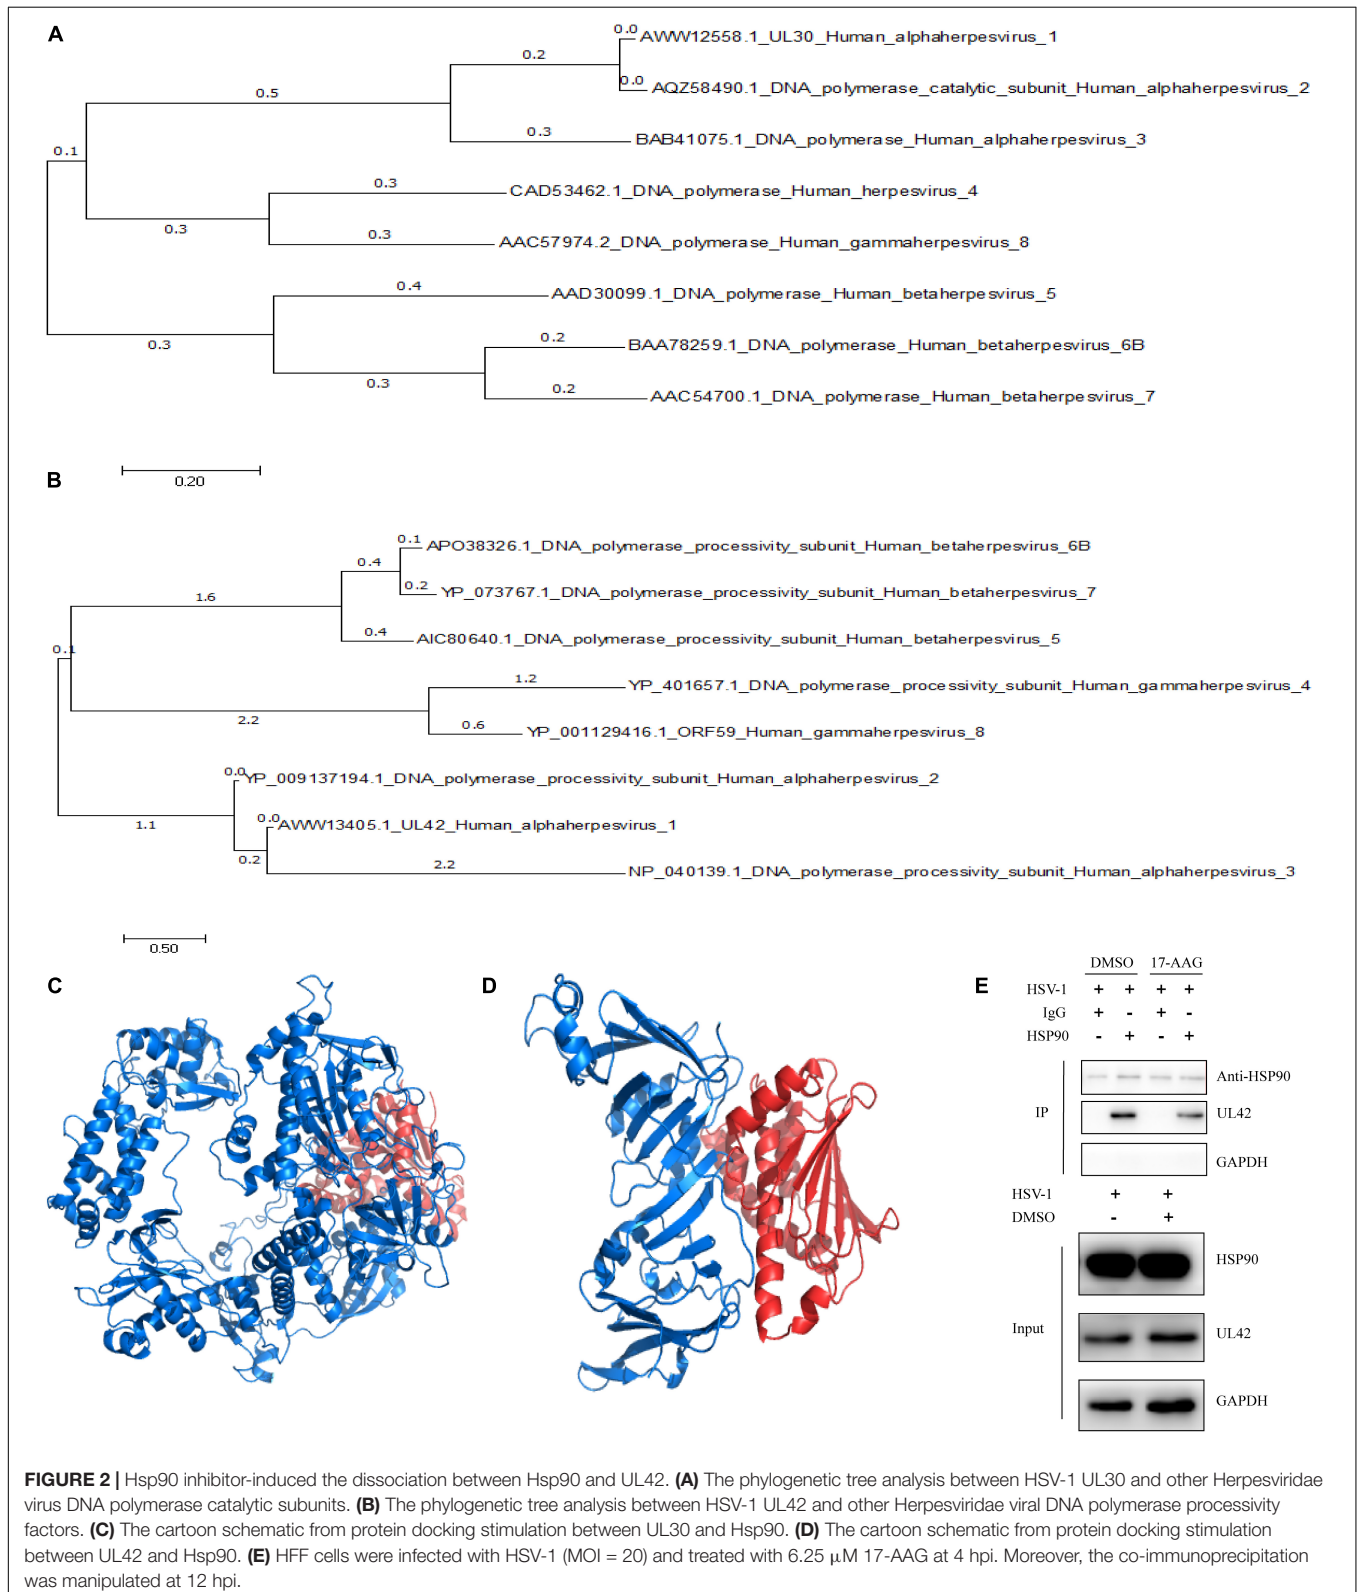 A
0.0
AWW12558.1_UL30_Human_alphaherpesvirus_1
0.2
0.0
AQZ58490.1_DNA_polymerase_catalytic_subunit_Human_alphaherpesvirus_2
0.5
0.3
BAB41075.1_DNA_polymerase_Human_alphaherpesvirus_3
0.1
0.3
CAD53462.1_DNA_polymerase_Human_herpesvirus_4
0.3
0.3
AAC57974.2_DNA_polymerase_Human_gammaherpesvirus_8
0.4
AAD30099.1_DNA_polymerase_Human_betaherpesvirus_5
0.3
0.2
BAA78259.1_DNA_polymerase_Human_betaherpesvirus_6B
0.3
0.2
AAC54700.1_DNA_polymerase_Human_betaherpesvirus_7
0.20
B
0.1
APO38326.1_DNA_polymerase_processivity_subunit_Human_betaherpesvirus_6B
0.4
0.2
YP_073767.1_DNA_polymerase_processivity_subunit_Human_betaherpesvirus_7
1.6
0.4
AIC80640.1_DNA_polymerase_processivity_subunit_Human_betaherpesvirus_5
0.1
1.2
YP_401657.1_DNA_polymerase_processivity_subunit_Human_gammaherpesvirus_4
2.2
0.6
YP_001129416.1_ORF59_Human_gammaherpesvirus_8
0.0
YP_009137194.1_DNA_polymerase_processivity_subunit_Human_alphaherpesvirus_2
1.1
0.0
AWW13405.1_UL42_Human_alphaherpesvirus_1
0.2
2.2
NP_040139.1_DNA_polymerase_processivity_subunit_Human_alphaherpesvirus_3
0.50
C
D
E
DMSO 17-AAG
HSV-1 + + + +
IgG + - + -
HSP90 - + - +
Anti-HSP90
IP
UL42
GAPDH
HSV-1 + +
DMSO - +
HSP90
Input
UL42
GAPDH
FIGURE 2 | Hsp90 inhibitor-induced the dissociation between Hsp90 and UL42. (A) The phylogenetic tree analysis between HSV-1 UL30 and other Herpesviridae
virus DNA polymerase catalytic subunits. (B) The phylogenetic tree analysis between HSV-1 UL42 and other Herpesviridae viral DNA polymerase processivity
factors. (C) The cartoon schematic from protein docking stimulation between UL30 and Hsp90. (D) The cartoon schematic from protein docking stimulation
between UL42 and Hsp90. (E) HFF cells were infected with HSV-1 (MOI = 20) and treated with 6.25 μM 17-AAG at 4 hpi. Moreover, the co-immunoprecipitation
was manipulated at 12 hpi.